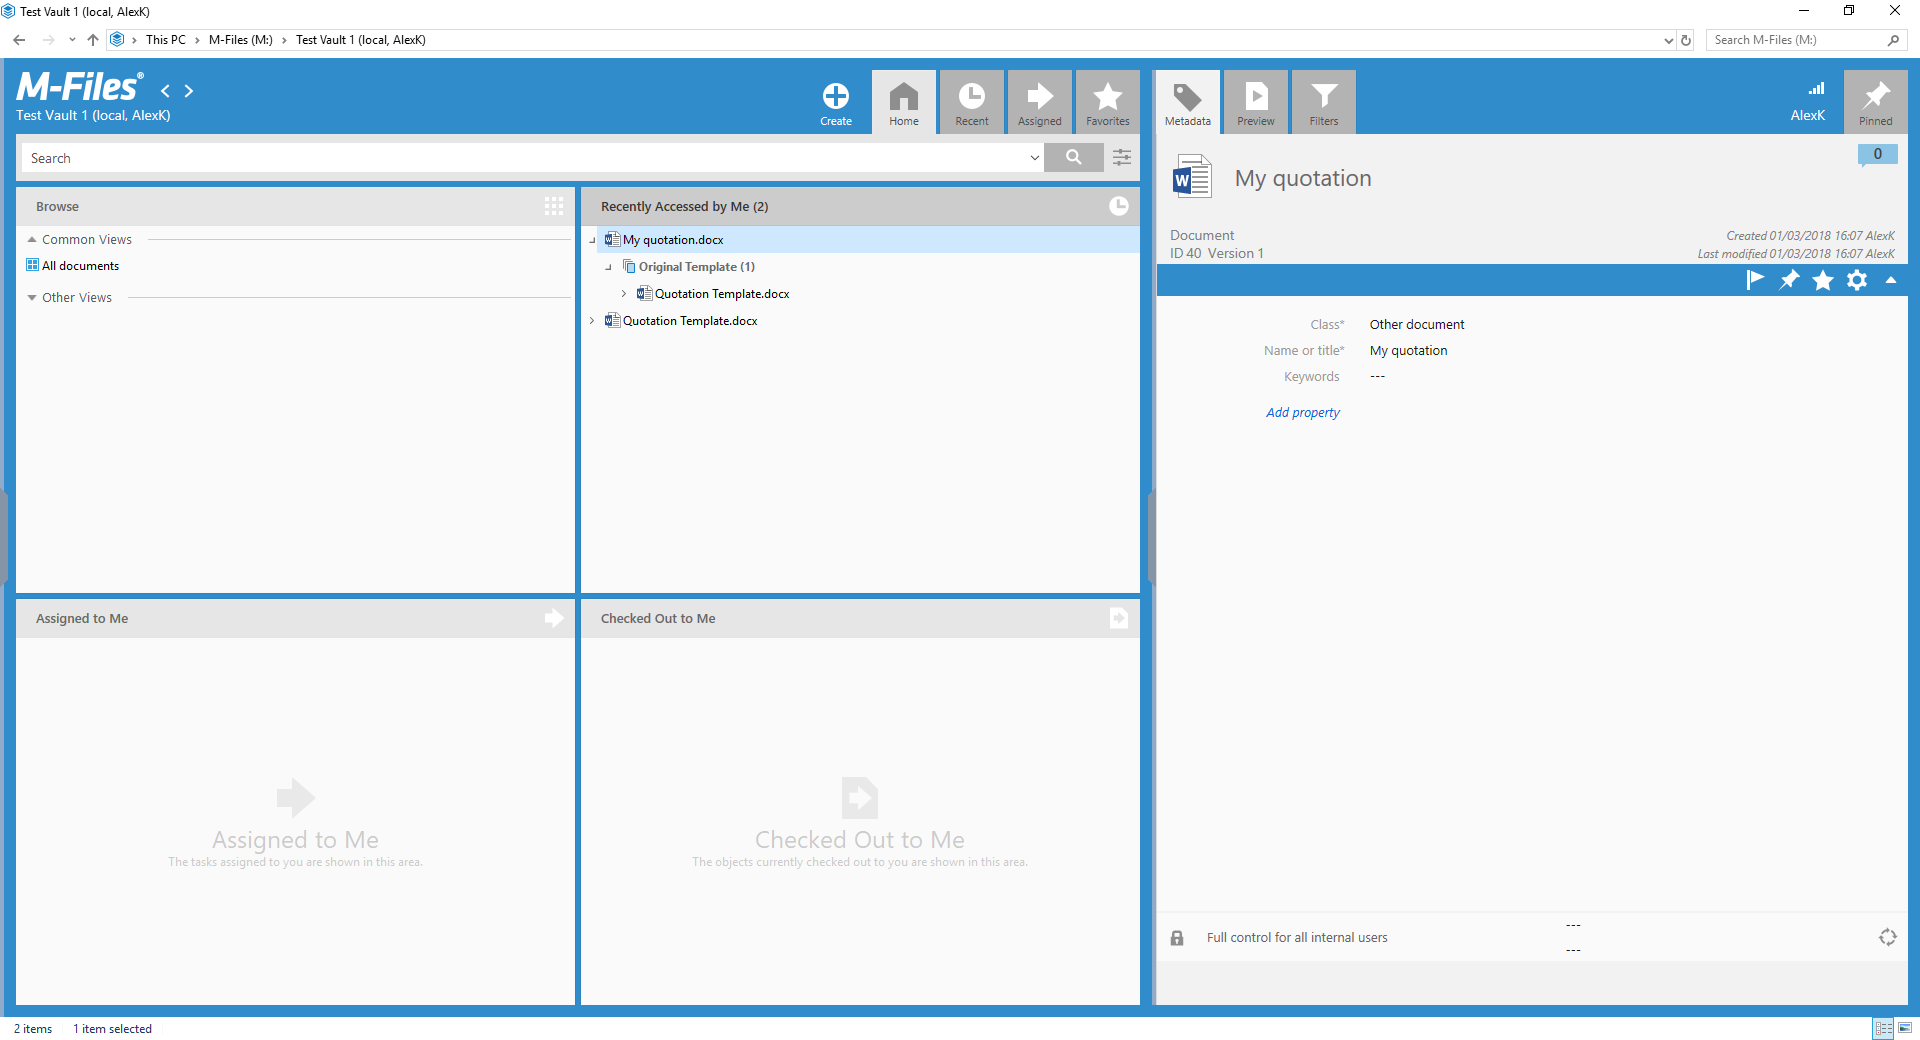 Test Vault 1 (local, AlexK)
This PC > M-Files (M:) > Test Vault 1 (local, AlexK)
Search M-Files (M:)
M-Files®
Test Vault 1 (local, AlexK)
Create
Home
Recent
Assigned
Favorites
Metadata
Preview
Filters
AlexK
Pinned
Search
Browse
Common Views
All documents
Other Views
Recently Accessed by Me (2)
My quotation.docx
Original Template (1)
Quotation Template.docx
Quotation Template.docx
Assigned to Me
Assigned to Me
The tasks assigned to you are shown in this area.
Checked Out to Me
Checked Out to Me
The objects currently checked out to you are shown in this area.
0
W
My quotation
Document
ID 40 Version 1
Created 01/03/2018 16:07 AlexK
Last modified 01/03/2018 16:07 AlexK
Class* Other document
Name or title* My quotation
Keywords ---
Add property
Full control for all internal users
---
---
2 items 1 item selected